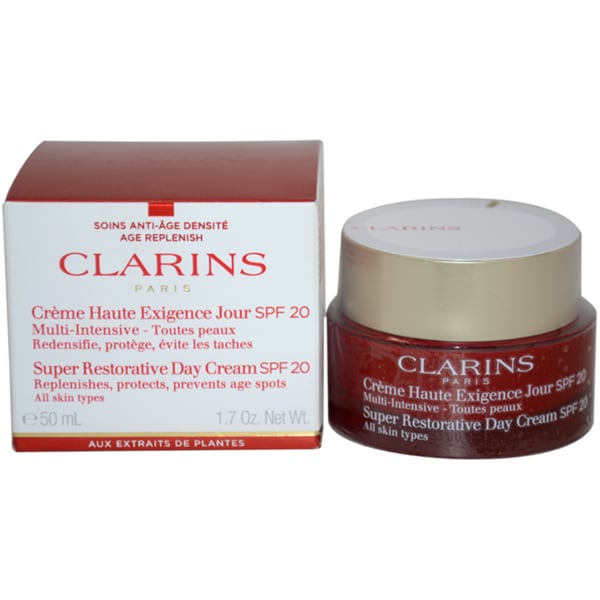 SOINS ANTI-ÂGE DENSITÉ
AGE REPLENISH
CLARINS
PARIS
Crème Haute Exigence Jour SPF 20
Multi-Intensive - Toutes peaux
Redensifie, protège, évite les taches
Super Restorative Day Cream SPF 20
Replenishes, protects, prevents age spots
All skin types
℮ 50 mL 1.7 Oz. Net Wt.
AUX EXTRAITS DE PLANTES
CLARINS
PARIS
Crème Haute Exigence Jour SPF 20
Multi-Intensive - Toutes peaux
Super Restorative Day Cream SPF 20
All skin types